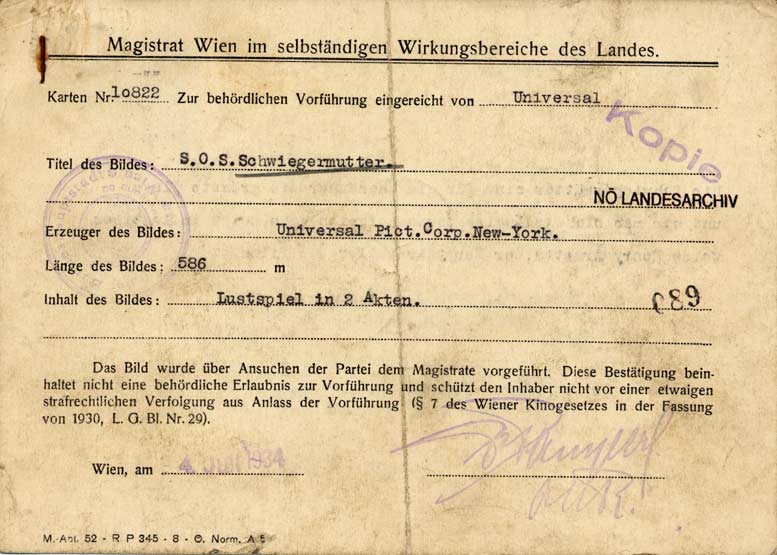 Magistrat Wien im selbständigen Wirkungsbereiche des Landes.
Karten Nr. 10822 Zur behördlichen Vorführung eingereicht von Universal
Kopie
Titel des Bildes: S.O.S.Schwiegermutter.
NÖ LANDESARCHIV
Erzeuger des Bildes: Universal Pict.Corp.New-York.
Länge des Bildes: 586 m
Inhalt des Bildes: Lustspiel in 2 Akten.
089
Das Bild wurde über Ansuchen der Partei dem Magistrate vorgeführt. Diese Bestätigung bein-
haltet nicht eine behördliche Erlaubnis zur Vorführung und schützt den Inhaber nicht vor einer etwaigen
strafrechtlichen Verfolgung aus Anlass der Vorführung (§ 7 des Wiener Kinogesetzes in der Fassung
von 1930, L. G. Bl. Nr. 29).
Wien, am 4. 1934
M.-Abt. 52 - R P 345 - 8 - Ö. Norm. A 5